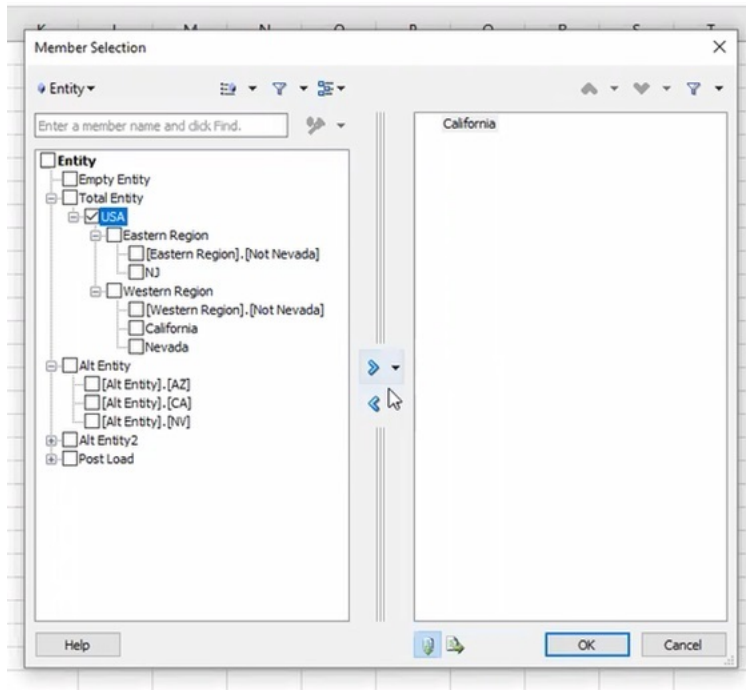 Member Selection
Entity
Enter a member name and click Find.
Entity
Empty Entity
Total Entity
USA
Eastern Region
[Eastern Region].[Not Nevada]
NJ
Western Region
[Western Region].[Not Nevada]
California
Nevada
Alt Entity
[Alt Entity].[AZ]
[Alt Entity].[CA]
[Alt Entity].[NV]
Alt Entity2
Post Load
California
Help
OK
Cancel